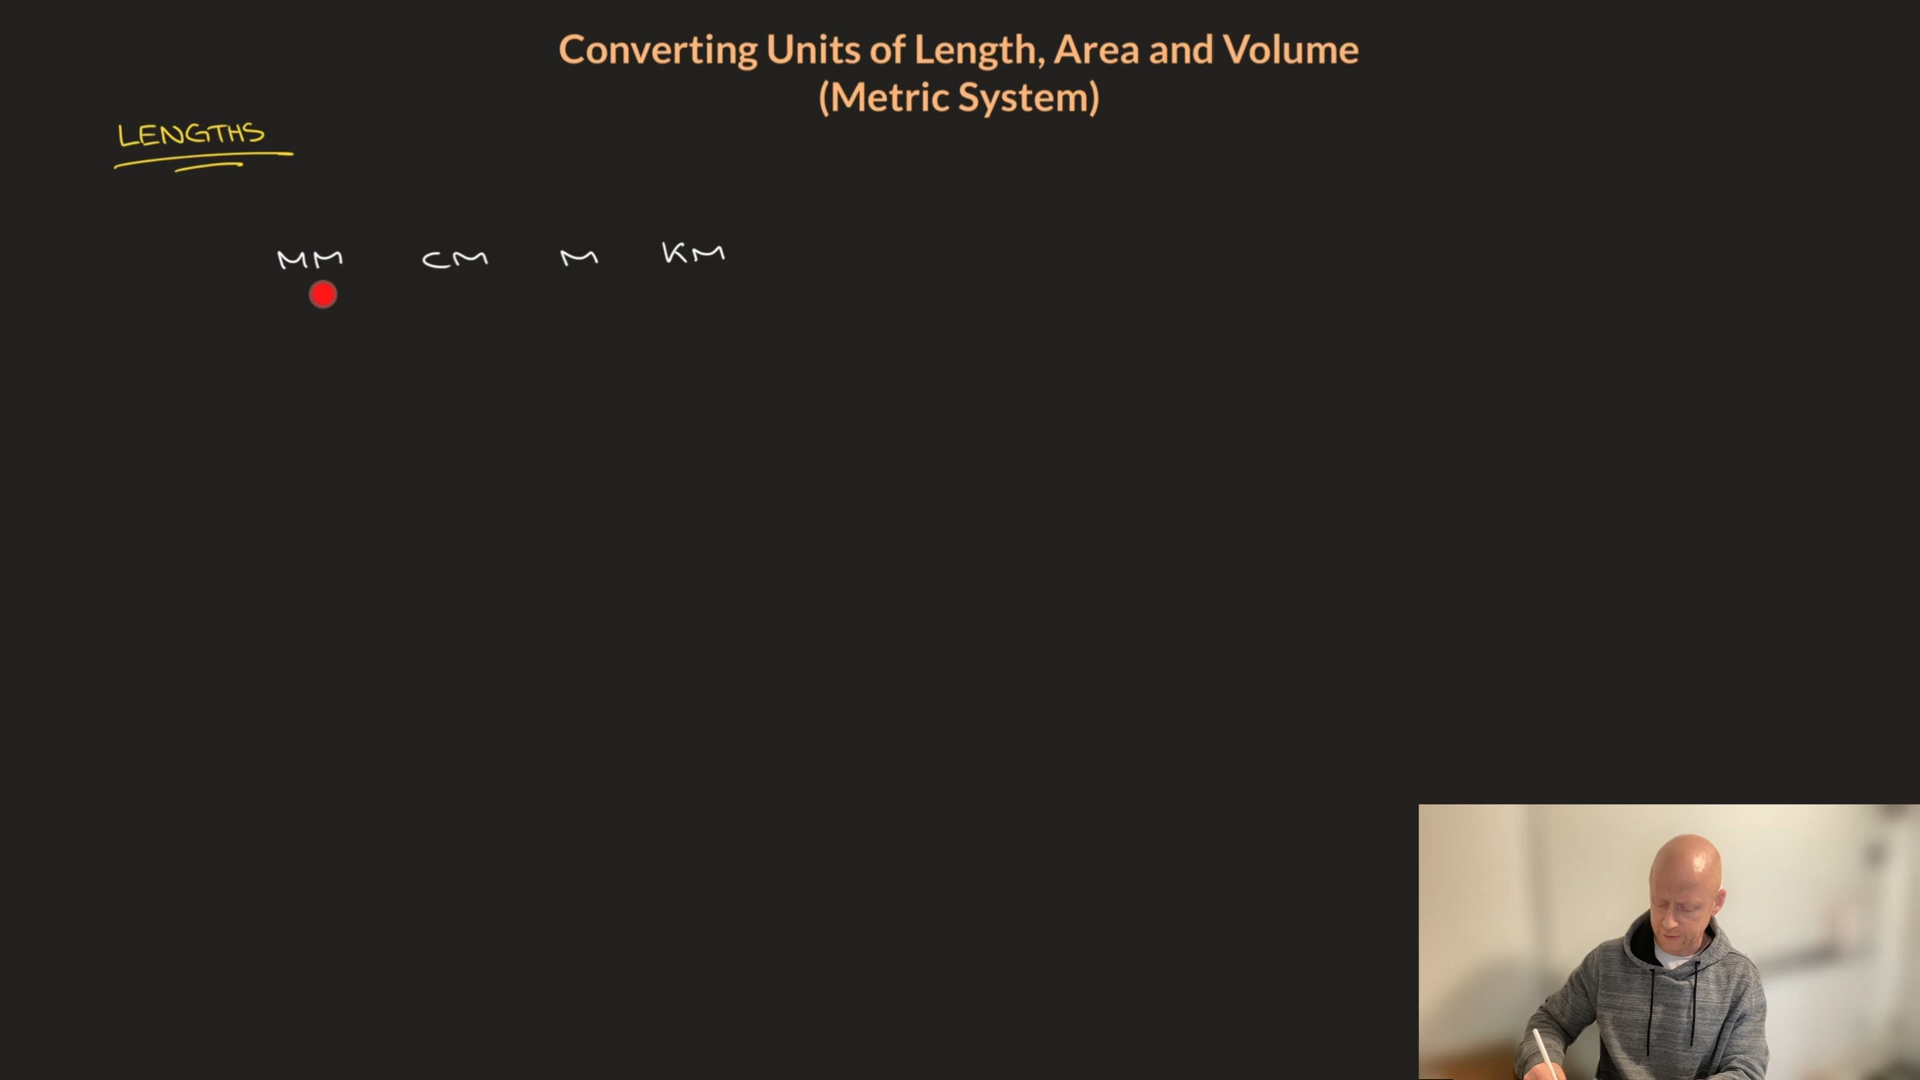 Converting Units of Length, Area and Volume
(Metric System)
LENGTHS
MM CM M KM